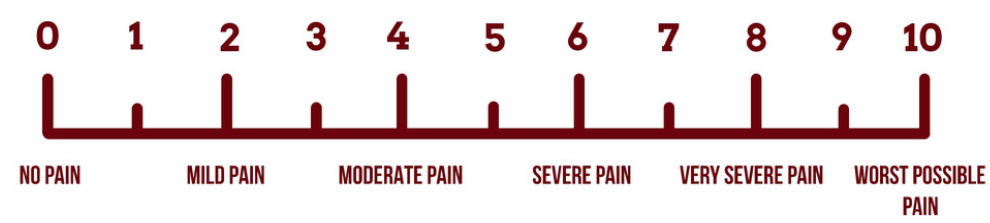 0 1 2 3 4 5 6 7 8 9 10
NO PAIN MILD PAIN MODERATE PAIN SEVERE PAIN VERY SEVERE PAIN WORST POSSIBLE
PAIN